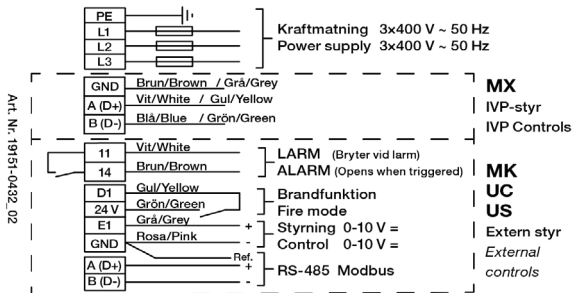 PE
L1
L2
L3
Kraftmatning 3×400 V ~ 50 Hz
Power supply 3×400 V ~ 50 Hz
GND Brun/Brown / Grå/Grey
A (D+) Vit/White / Gul/Yellow
B (D-) Blå/Blue / Grön/Green
MX
IVP-styr
IVP Controls
11 Vit/White
14 Brun/Brown
LARM (Bryter vid larm)
ALARM (Opens when triggered)
D1 Gul/Yellow
24 V Grön/Green
Brandfunktion
Fire mode
E1 Grå/Grey +
GND Rosa/Pink -
Styrning 0-10 V =
Control 0-10 V =
Ref.
A (D+) +
B (D-) -
RS-485 Modbus
MK
UC
US
Extern styr
External
controls
Art. Nr. 19151-0432_02